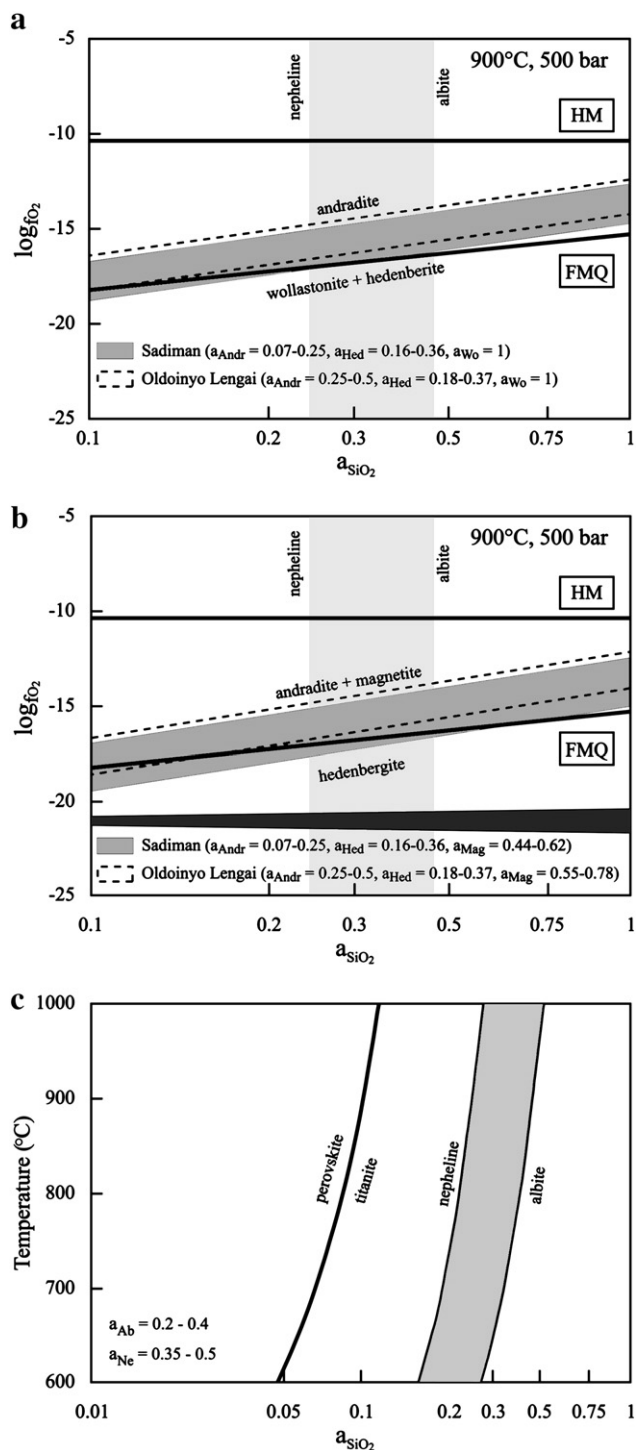 a
-5
900°C, 500 bar
nepheline
albite
HM
-10
log fO2
andradite
-15
wollastonite + hedenberite
FMQ
-20
Sadiman (aAndr = 0.07-0.25, aHed = 0.16-0.36, aWo = 1)
Oldoinyo Lengai (aAndr = 0.25-0.5, aHed = 0.18-0.37, aWo = 1)
-25
0.1 0.2 0.3 0.5 0.75 1
aSiO2
b
-5
900°C, 500 bar
nepheline
albite
HM
-10
log fO2
andradite + magnetite
-15
FMQ
hedenbergite
-20
Sadiman (aAndr = 0.07-0.25, aHed = 0.16-0.36, aMag = 0.44-0.62)
Oldoinyo Lengai (aAndr = 0.25-0.5, aHed = 0.18-0.37, aMag = 0.55-0.78)
-25
0.1 0.2 0.3 0.5 0.75 1
aSiO2
c
1000
900
Temperature (°C)
perovskite
titanite
nepheline
albite
800
700
aAb = 0.2 - 0.4
aNe = 0.35 - 0.5
600
0.01 0.05 0.1 0.2 0.3 0.5 0.75 1
aSiO2